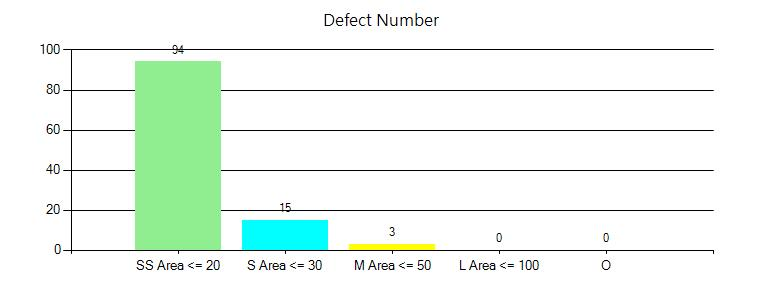 Defect Number
100
94
80
60
40
20
15
3
0
0
0
SS Area <= 20
S Area <= 30
M Area <= 50
L Area <= 100
O